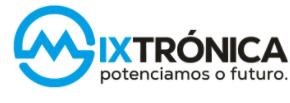 MIXTRÓNICA
potenciamos o futuro.